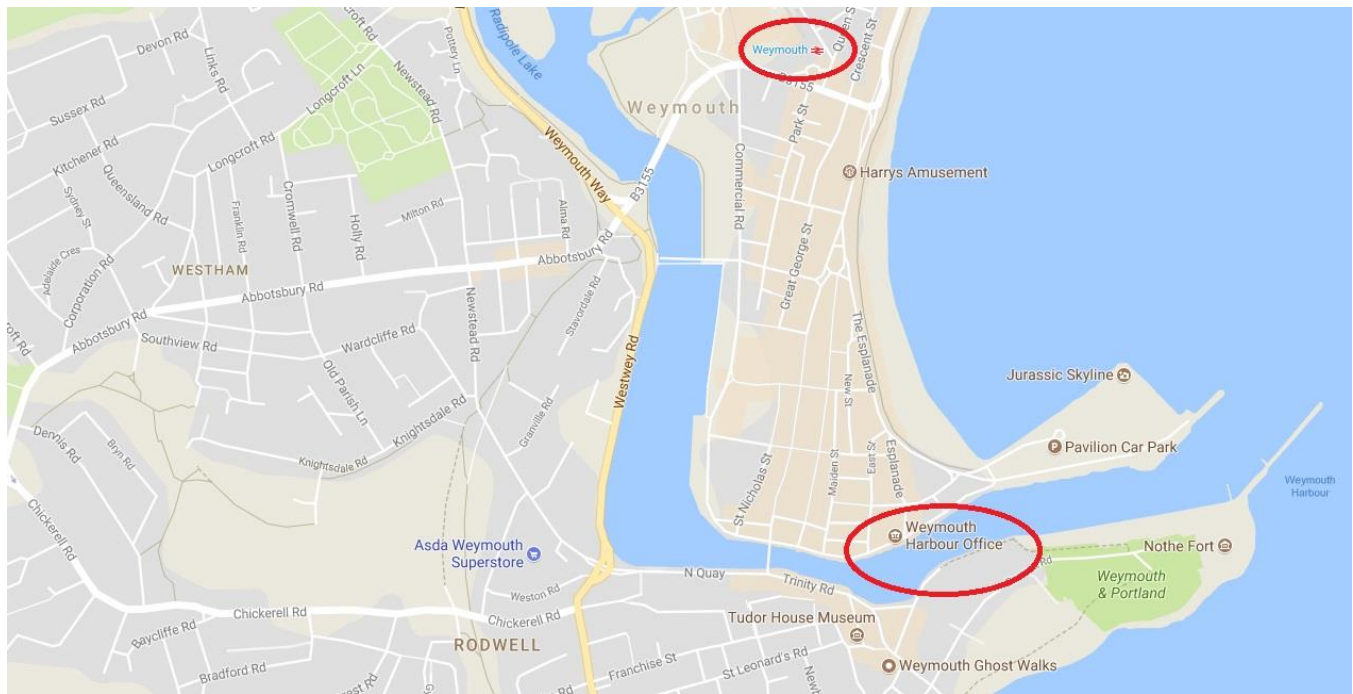 Radipole Lake
Devon Rd
Links Rd
Longcroft Ln
Newstead Rd
Pottery Ln
Weymouth
Queen S
Crescent St
B3155
Sussex Rd
Weymouth
Park St
Kitchener Rd
Longcroft Rd
Weymouth Way
Commercial Rd
Harrys Amusement
Queensland Rd
Sydney St
Cromwell Rd
Franklin Rd
Holly Rd
Milton Rd
Alma Rd
B3155
Adelaide Cres
Corporation Rd
WESTHAM
Abbotsbury Rd
Great George St
Abbotsbury Rd
Stavordale Rd
Newstead Rd
The Esplanade
croft Rd
Abbotsbury Rd
Southview Rd
Wardcliffe Rd
Westwey Rd
Old Parish Ln
New St
Jurassic Skyline
Granville Rd
Knightsdale Rd
Dennis Rd
Bryn Rd
Knightsdale Rd
St Nicholas St
Maiden St
East St
Esplanade
Pavilion Car Park
P
Weymouth
Harbour
Chickerell Rd
Asda Weymouth
Superstore
Weymouth
Harbour Office
Nothe Fort
N Quay
Trinity Rd
Rd
Weymouth
& Portland
Weston Rd
Chickerell Rd
Chickerell Rd
Tudor House Museum
Baycliffe Rd
RODWELL
Bradford Rd
Franchise St
St Leonard's Rd
Weymouth Ghost Walks